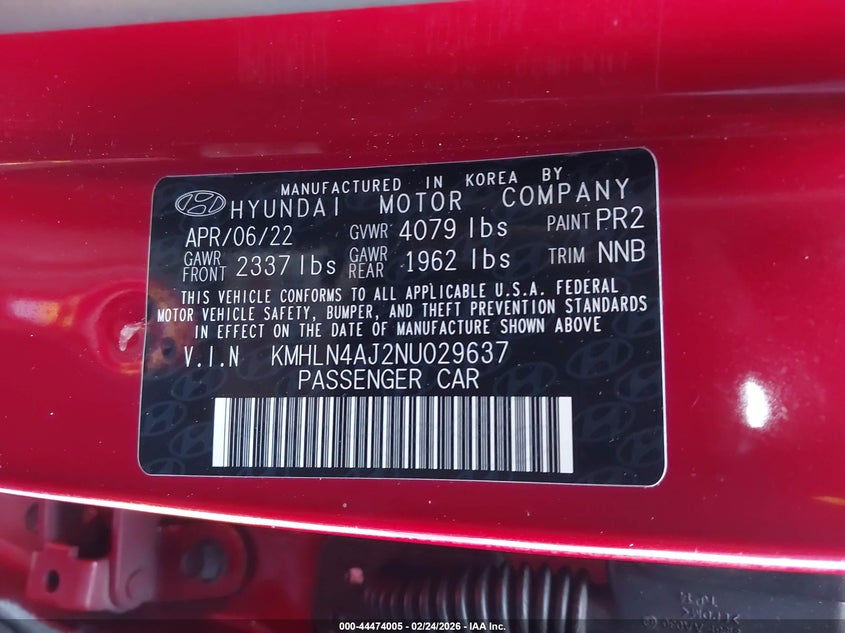 MANUFACTURED IN KOREA BY
HYUNDAI MOTOR COMPANY
APR/06/22 GVWR 4079 lbs PAINT PR2
GAWR FRONT 2337 lbs GAWR REAR 1962 lbs TRIM NNB
THIS VEHICLE CONFORMS TO ALL APPLICABLE U.S.A. FEDERAL
MOTOR VEHICLE SAFETY, BUMPER, AND THEFT PREVENTION STANDARDS
IN EFFECT ON THE DATE OF MANUFACTURE SHOWN ABOVE
V.I.N KMHLN4AJ2NU029637
PASSENGER CAR
000-44474005 - 02/24/2026 - IAA Inc.